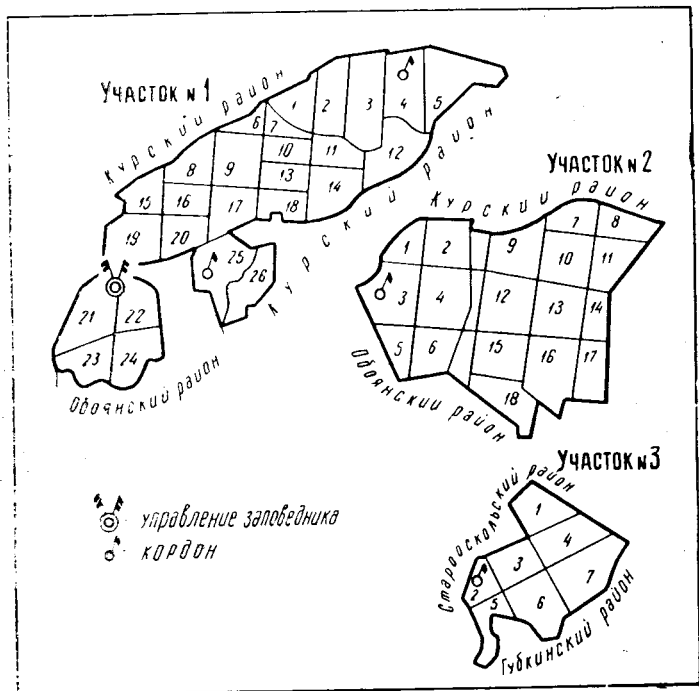 УЧАСТОК N 1
Курский район
1 2 3 4 5
6 7
8 9 10 11 12
13 14
15 16 17 18
19 20
25 26
21 22
23 24
Курский район
Обоянский район
УЧАСТОК N 2
Курский район
7 8
1 2 9 10 11
3 4 12 13 14
5 6 15 16 17
18
Обоянский район
УЧАСТОК N 3
Старооскольский район
1
3 4
2 5 6 7
Губкинский район
управление заповедника
кордон